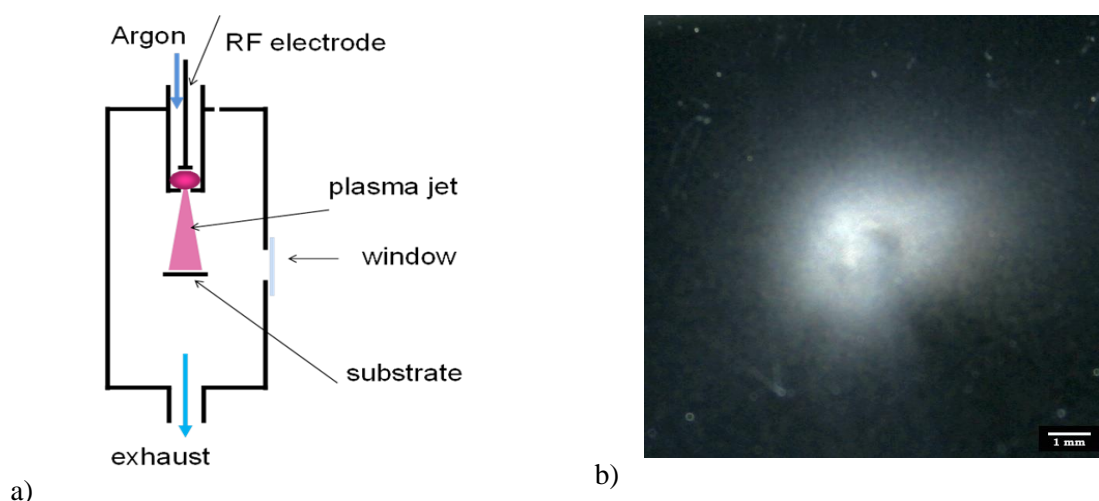 Argon
RF electrode
plasma jet
window
substrate
exhaust
a)
b)
1 mm